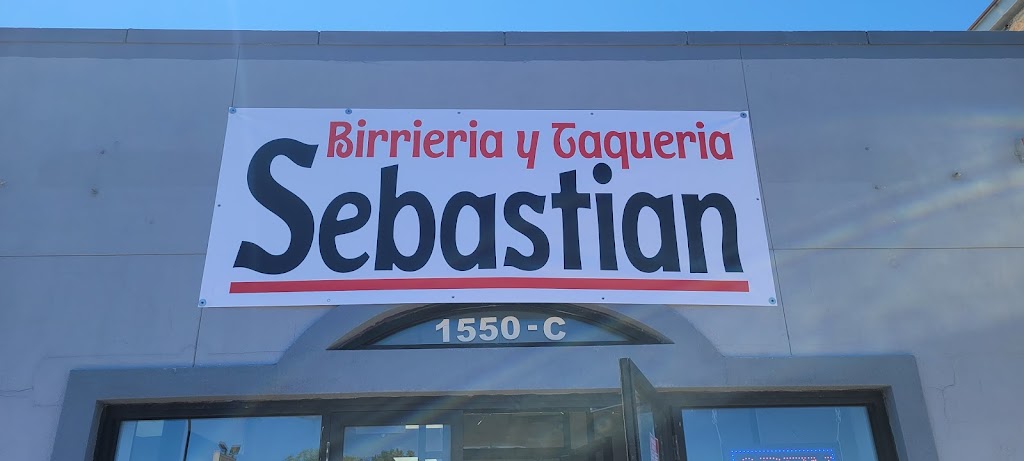 Birrieria y Taqueria
Sebastian
1550-C